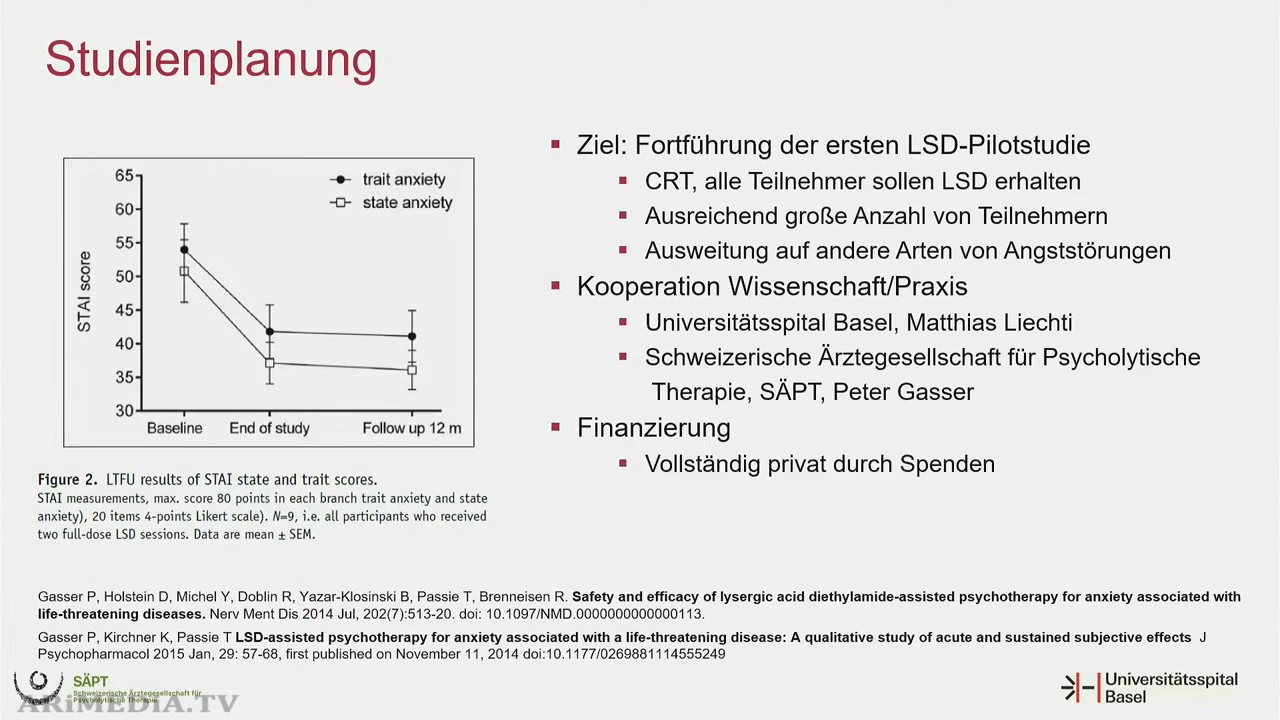 Studienplanung
65
60
55
50
45
40
35
30
STAI score
trait anxiety
state anxiety
Baseline
End of study
Follow up 12 m
Figure 2. LTFU results of STAI state and trait scores.
STAI measurements, max. score 80 points in each branch trait anxiety and state
anxiety), 20 items 4-points Likert scale). N=9, i.e. all participants who received
two full-dose LSD sessions. Data are mean ± SEM.
Ziel: Fortführung der ersten LSD-Pilotstudie
CRT, alle Teilnehmer sollen LSD erhalten
Ausreichend große Anzahl von Teilnehmern
Ausweitung auf andere Arten von Angststörungen
Kooperation Wissenschaft/Praxis
Universitätsspital Basel, Matthias Liechti
Schweizerische Ärztegesellschaft für Psycholytische
Therapie, SÄPT, Peter Gasser
Finanzierung
Vollständig privat durch Spenden
Gasser P, Holstein D, Michel Y, Doblin R, Yazar-Klosinski B, Passie T, Brenneisen R. Safety and efficacy of lysergic acid diethylamide-assisted psychotherapy for anxiety associated with
life-threatening diseases. Nerv Ment Dis 2014 Jul, 202(7):513-20. doi: 10.1097/NMD.0000000000000113.
Gasser P, Kirchner K, Passie T LSD-assisted psychotherapy for anxiety associated with a life-threatening disease: A qualitative study of acute and sustained subjective effects J
Psychopharmacol 2015 Jan, 29: 57-68, first published on November 11, 2014 doi:10.1177/0269881114555249
SÄPT
Schweizerische Ärztegesellschaft für
Psycholytische Therapie
ARiMEDIA.TV
Universitätsspital
Basel